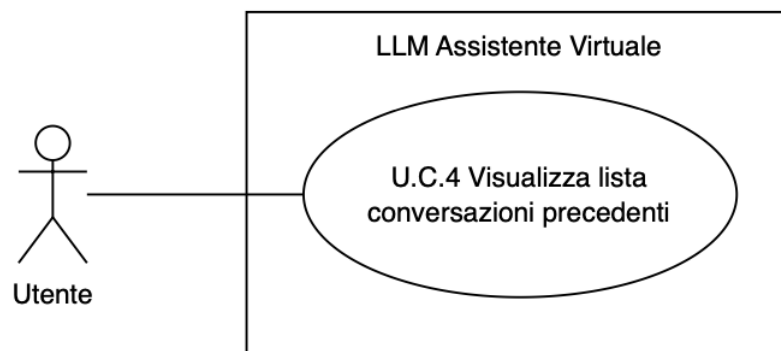 LLM Assistente Virtuale
U.C.4 Visualizza lista
conversazioni precedenti
Utente